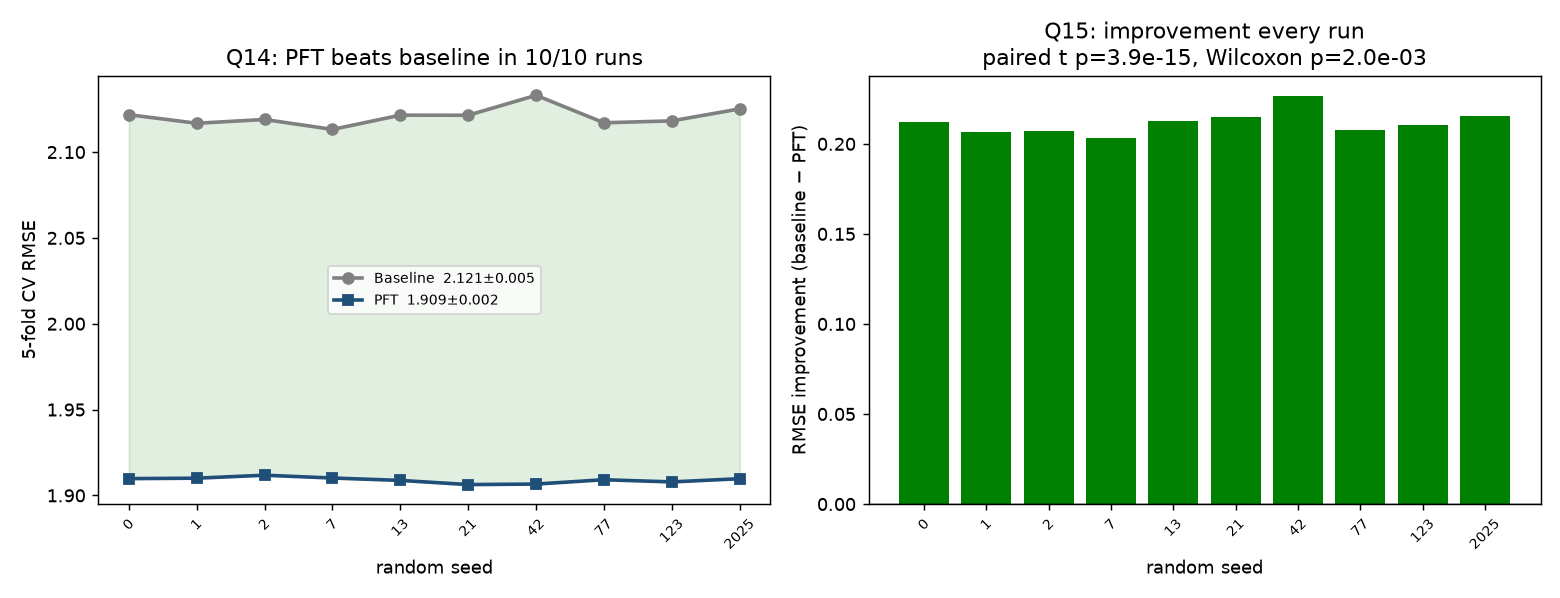 Q14: PFT beats baseline in 10/10 runs
5-fold CV RMSE
2.10
2.05
2.00
1.95
1.90
Baseline 2.121±0.005
PFT 1.909±0.002
0 1 2 7 13 21 42 77 123 2025
random seed
Q15: improvement every run
paired t p=3.9e-15, Wilcoxon p=2.0e-03
RMSE improvement (baseline − PFT)
0.20
0.15
0.10
0.05
0.00
0 1 2 7 13 21 42 77 123 2025
random seed